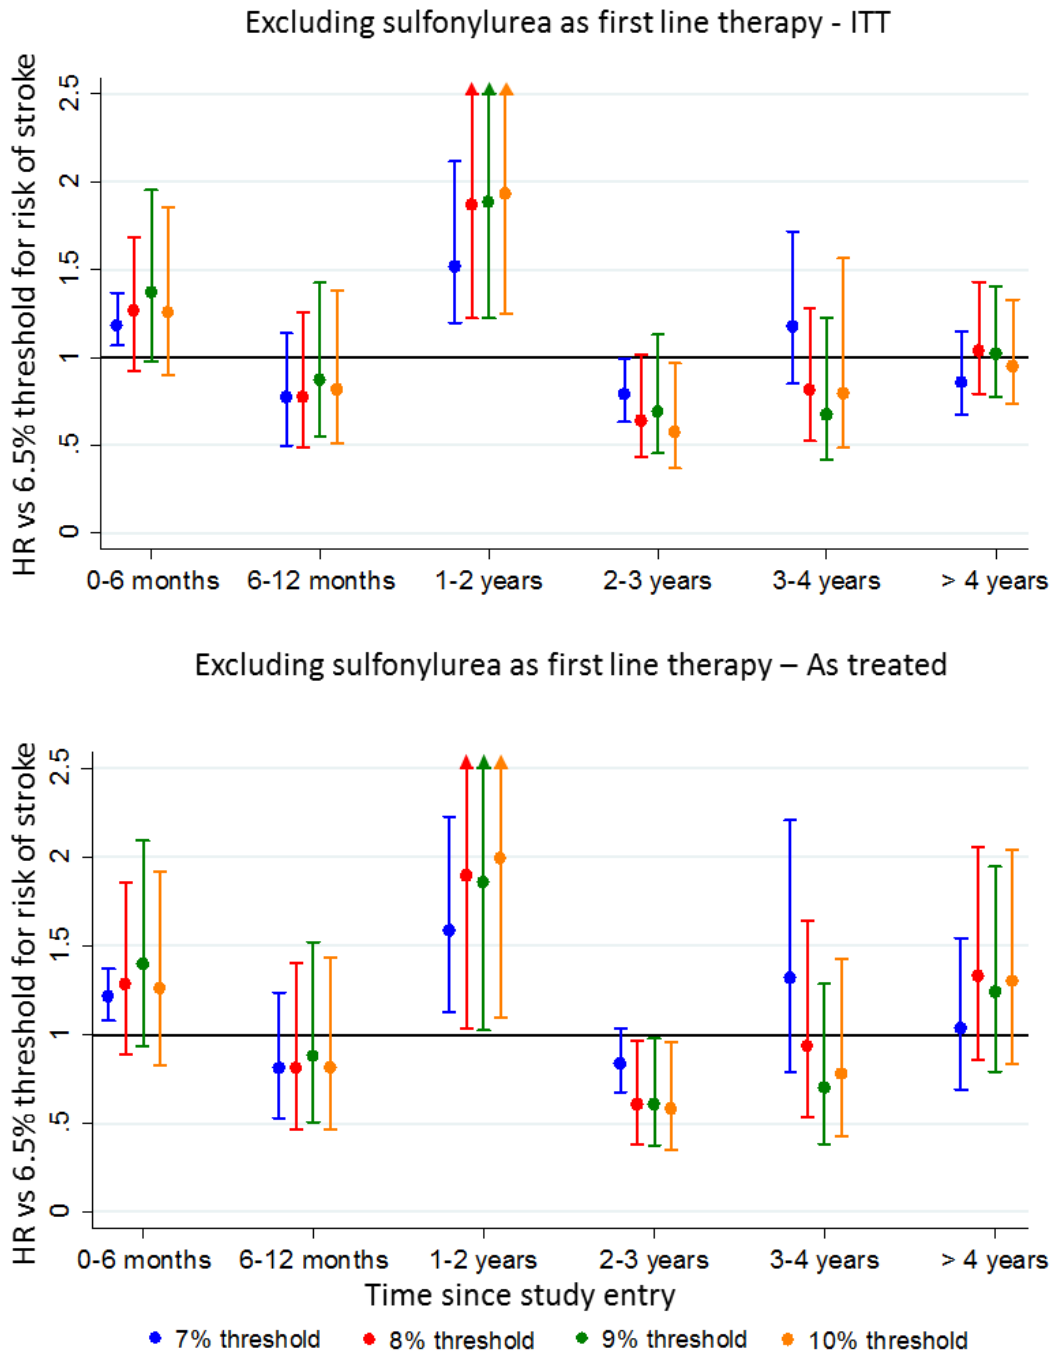 Excluding sulfonylurea as first line therapy - ITT
HR vs 6.5% threshold for risk of stroke
2.5
2
1.5
1
.5
0
0-6 months 6-12 months 1-2 years 2-3 years 3-4 years > 4 years
Excluding sulfonylurea as first line therapy – As treated
HR vs 6.5% threshold for risk of stroke
2.5
2
1.5
1
.5
0
0-6 months 6-12 months 1-2 years 2-3 years 3-4 years > 4 years
Time since study entry
7% threshold 8% threshold 9% threshold 10% threshold